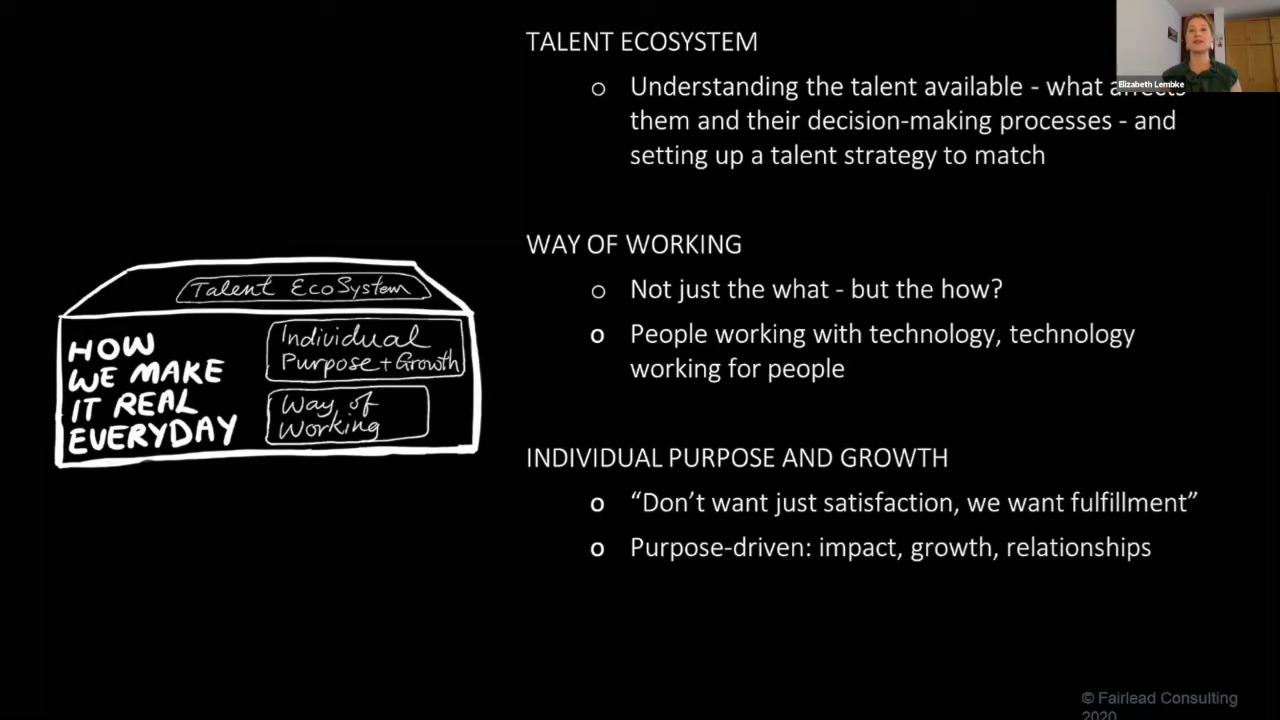 TALENT ECOSYSTEM
o Understanding the talent available - what affects
them and their decision-making processes - and
setting up a talent strategy to match
WAY OF WORKING
o Not just the what - but the how?
o People working with technology, technology
working for people
INDIVIDUAL PURPOSE AND GROWTH
o “Don’t want just satisfaction, we want fulfillment”
o Purpose-driven: impact, growth, relationships
Talent EcoSystem
HOW
WE MAKE
IT REAL
EVERYDAY
Individual
Purpose + Growth
Way of
Working
Elizabeth Lembke
© Fairlead Consulting
2020